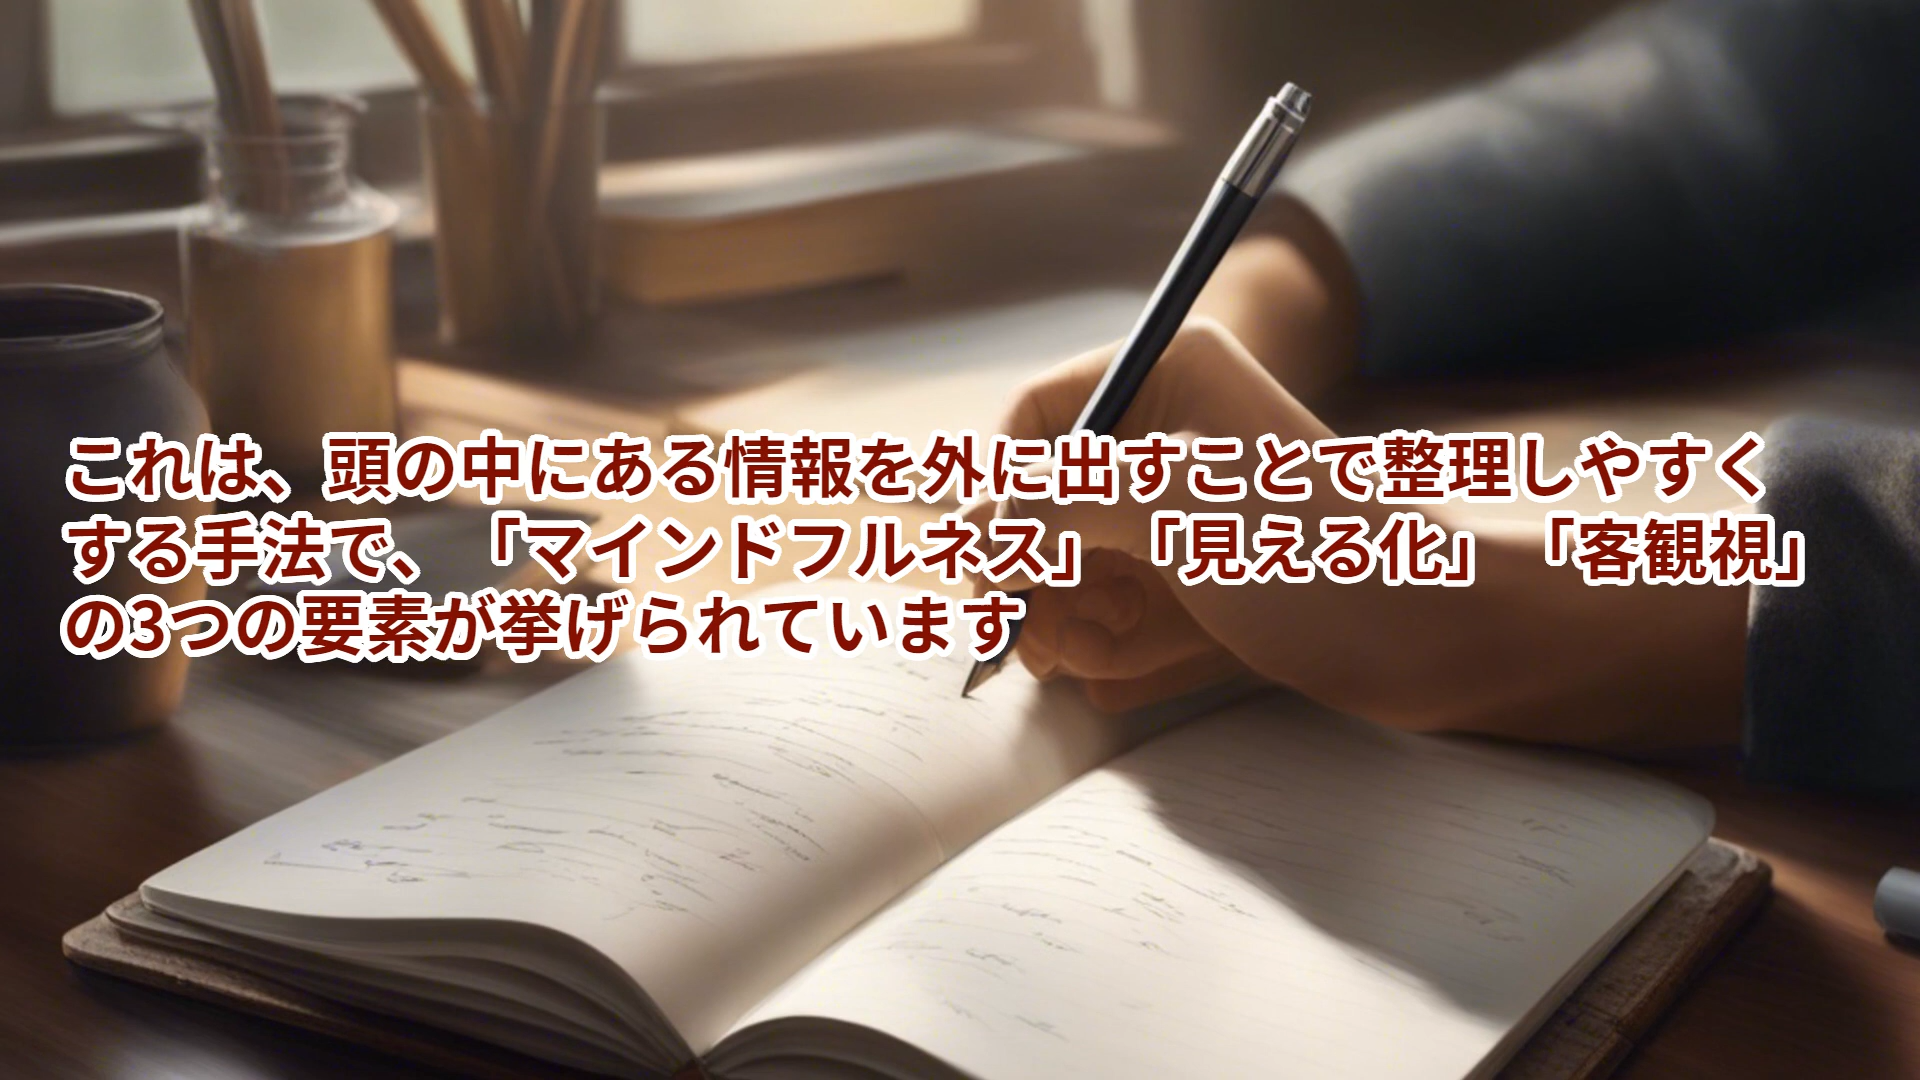 これは、頭の中にある情報を外に出すことで整理しやすく
する手法で、「マインドフルネス」「見える化」「客観視」
の3つの要素が挙げられています